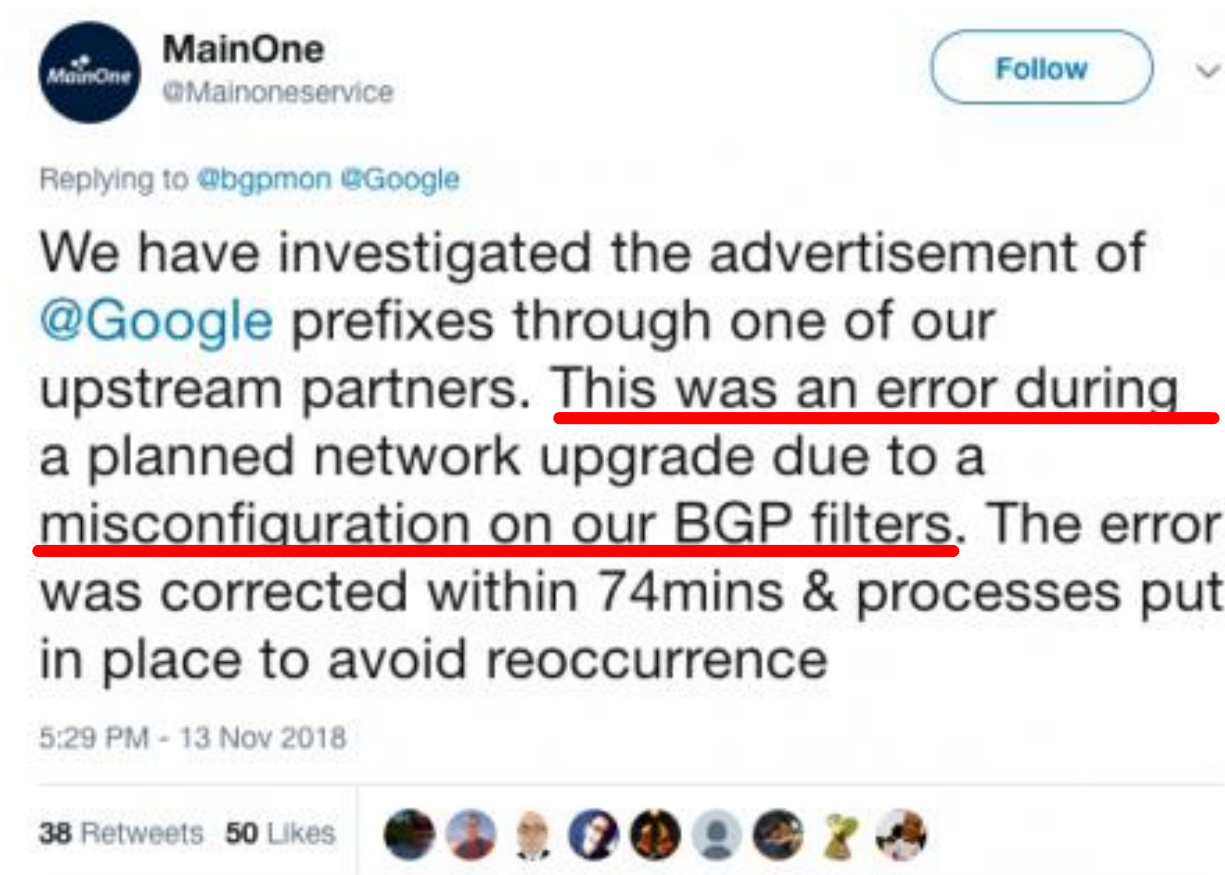 MainOne
MainOne
@Mainoneservice
Follow
Replying to @bgpmon @Google
We have investigated the advertisement of
@Google prefixes through one of our
upstream partners. This was an error during
a planned network upgrade due to a
misconfiguration on our BGP filters. The error
was corrected within 74mins & processes put
in place to avoid reoccurrence
5:29 PM - 13 Nov 2018
38 Retweets 50 Likes